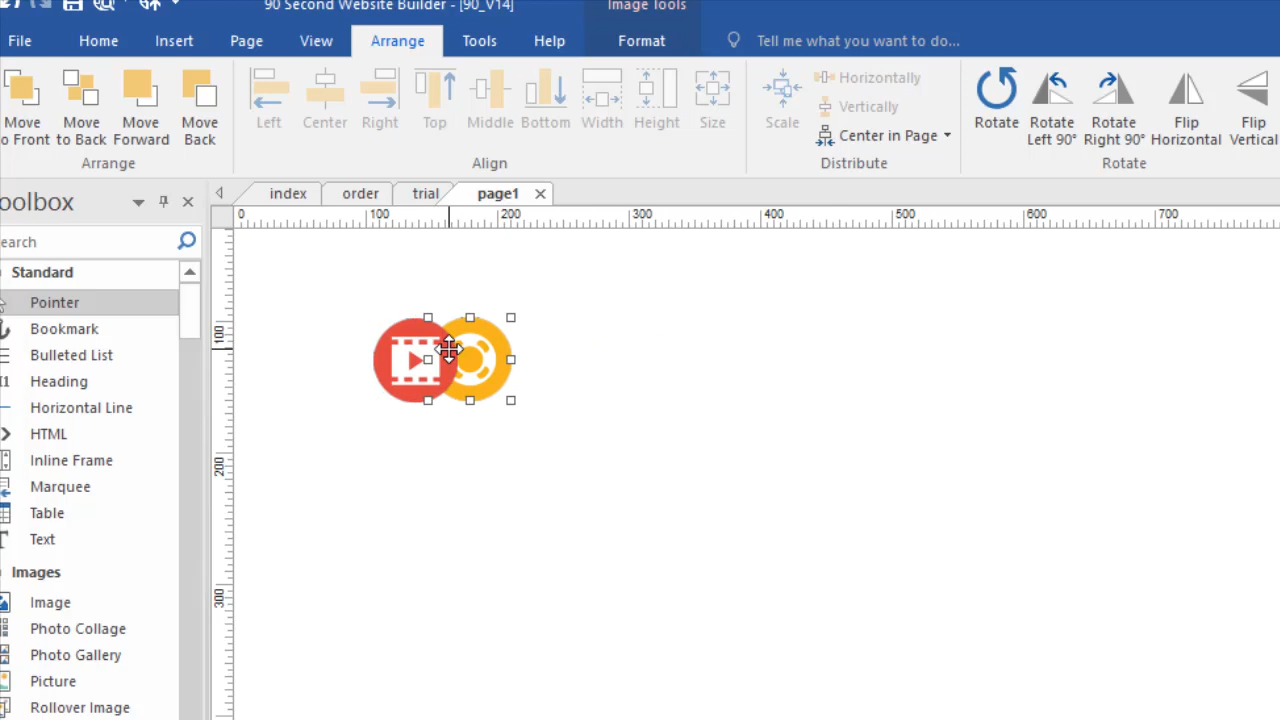 90 Second Website Builder - [90_V14]
Image Tools
File Home Insert Page View Arrange Tools Help Format Tell me what you want to do...
Move o Front
Move to Back
Move Forward
Move Back
Left Center Right Top Middle Bottom Width Height Size
Scale
Horizontally
Vertically
Center in Page
Rotate
Rotate Left 90°
Rotate Right 90°
Flip Horizontal
Flip Vertical
Arrange Align Distribute Rotate
oolbox
index order trial page1
0 100 200 300 400 500 600 700
earch
Standard
Pointer
Bookmark
Bulleted List
H1 Heading
Horizontal Line
HTML
Inline Frame
Marquee
Table
Text
Images
Image
Photo Collage
Photo Gallery
Picture
Rollover Image
100
200
300